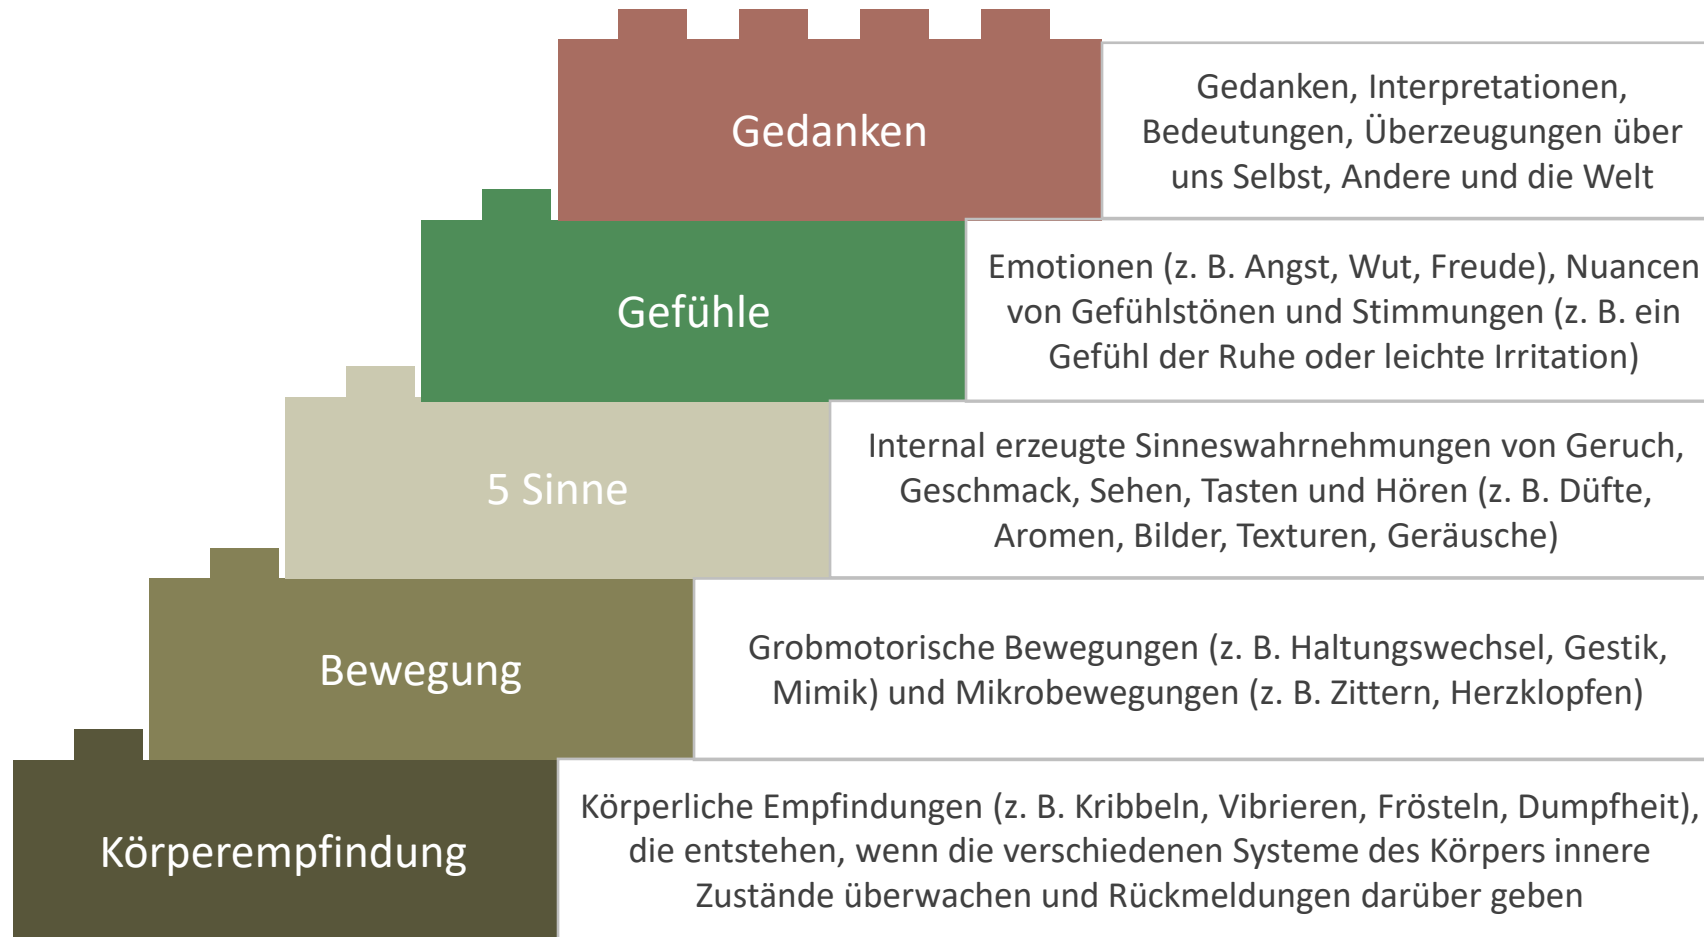 Gedanken
Gedanken, Interpretationen,
Bedeutungen, Überzeugungen über
uns Selbst, Andere und die Welt
Gefühle
Emotionen (z. B. Angst, Wut, Freude), Nuancen
von Gefühlstönen und Stimmungen (z. B. ein
Gefühl der Ruhe oder leichte Irritation)
5 Sinne
Internal erzeugte Sinneswahrnehmungen von Geruch,
Geschmack, Sehen, Tasten und Hören (z. B. Düfte,
Aromen, Bilder, Texturen, Geräusche)
Bewegung
Grobmotorische Bewegungen (z. B. Haltungswechsel, Gestik,
Mimik) und Mikrobewegungen (z. B. Zittern, Herzklopfen)
Körperempfindung
Körperliche Empfindungen (z. B. Kribbeln, Vibrieren, Frösteln, Dumpfheit),
die entstehen, wenn die verschiedenen Systeme des Körpers innere
Zustände überwachen und Rückmeldungen darüber geben